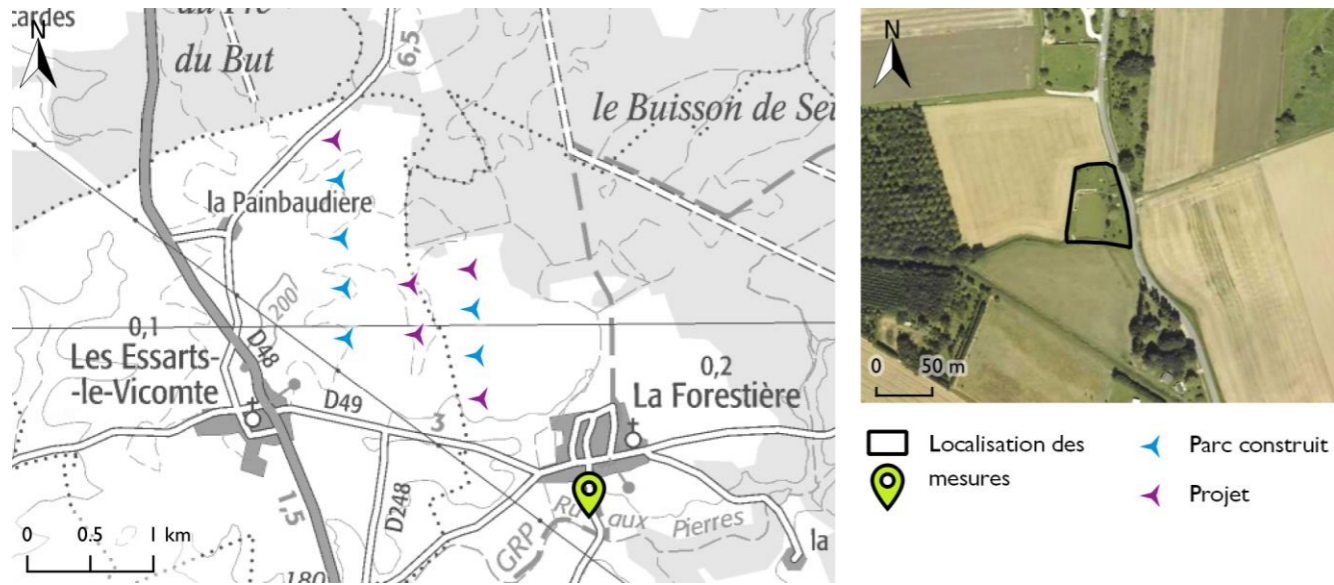 N
du But
6,5
le Buisson de
la Painbaudière
200
0,1
D48
Les Essarts-
-le-Vicomte
D49
3
0,2
La Forestière
1,5
D248
GRP
Ru aux Pierres
la
180
0 0.5 1 km
N
0 50 m
Localisation des
mesures
Parc construit
Projet